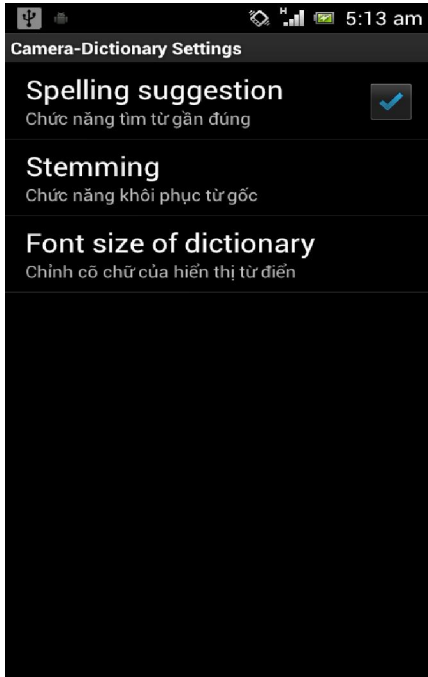 H 5:13 am
Camera-Dictionary Settings
Spelling suggestion
Chức năng tìm từ gần đúng
Stemming
Chức năng khôi phục từ gốc
Font size of dictionary
Chỉnh cõ chữ của hiển thị từ điển